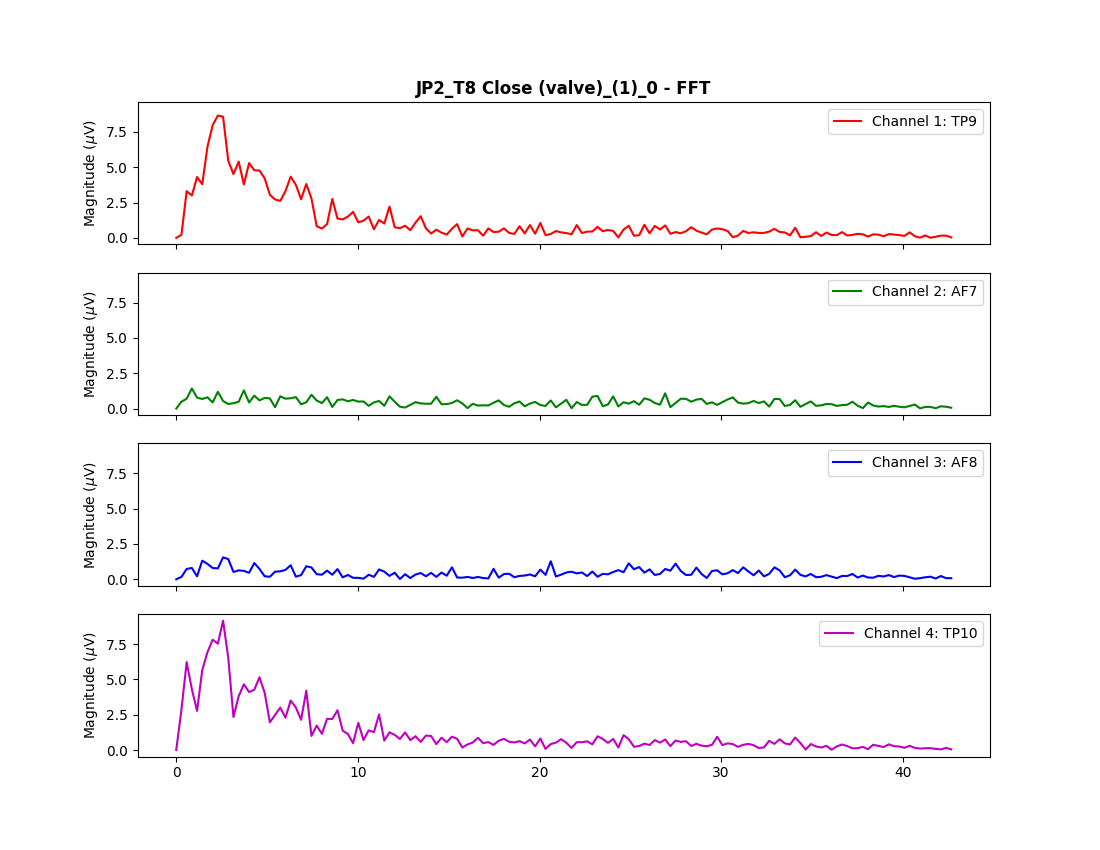 JP2_T8 Close (valve)_(1)_0 - FFT
Magnitude (μV)
7.5
5.0
2.5
0.0
Channel 1: TP9
Magnitude (μV)
7.5
5.0
2.5
0.0
Channel 2: AF7
Magnitude (μV)
7.5
5.0
2.5
0.0
Channel 3: AF8
Magnitude (μV)
7.5
5.0
2.5
0.0
Channel 4: TP10
0 10 20 30 40